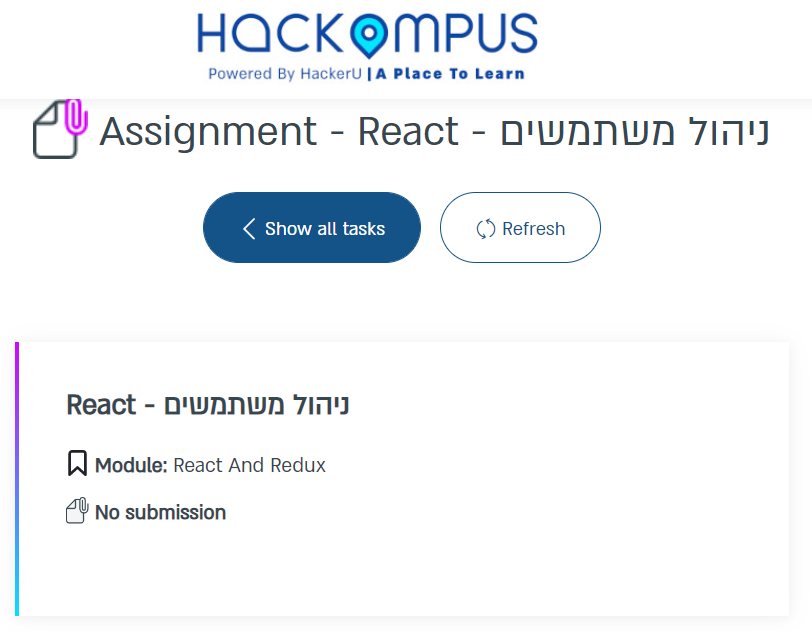 HACKOMPUS
Powered By HackerU | A Place To Learn
Assignment - React - ניהול משתמשים
Show all tasks
Refresh
React - ניהול משתמשים
Module: React And Redux
No submission